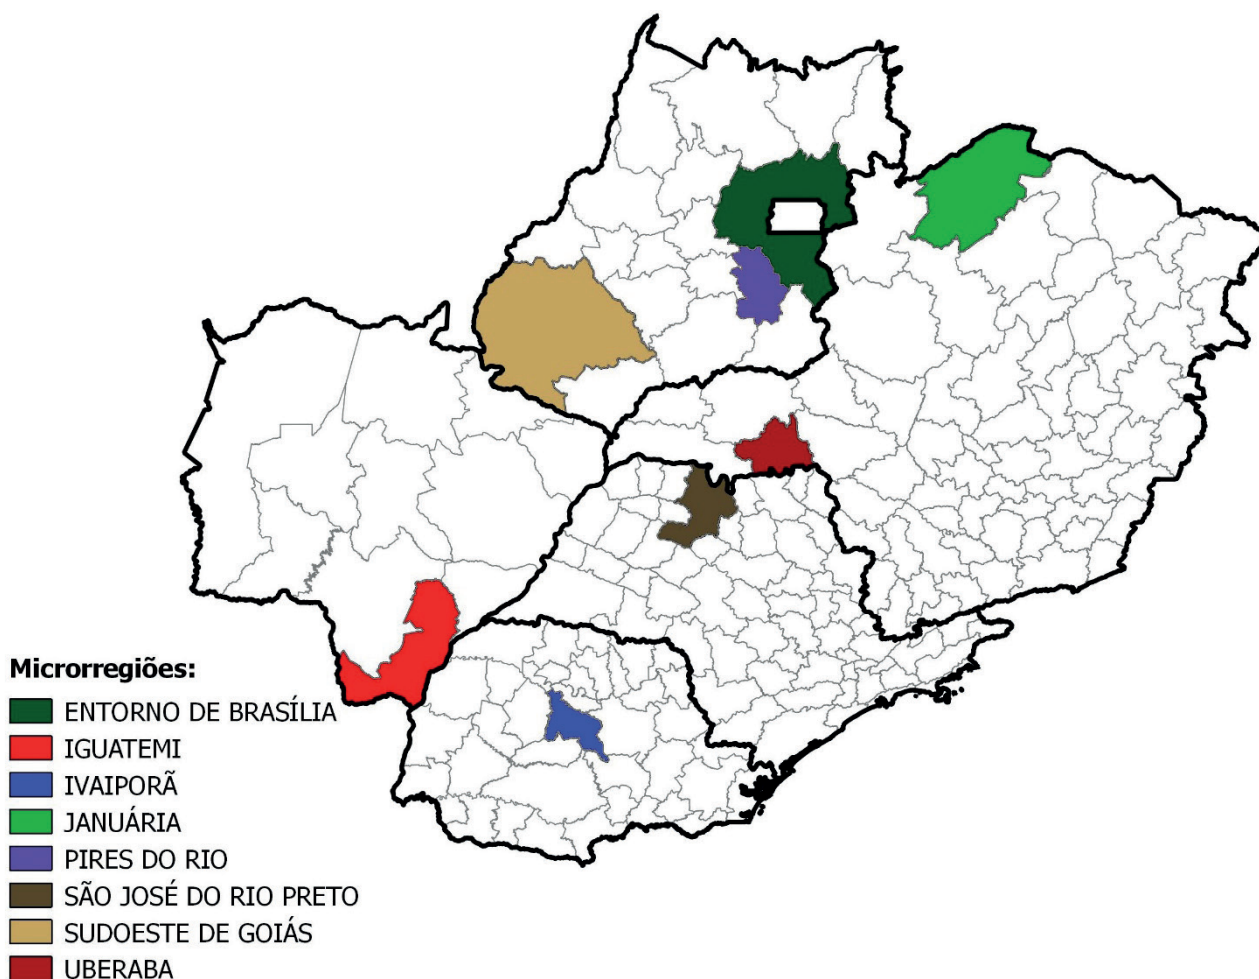 Microrregiões:
ENTORNO DE BRASÍLIA
IGUATEMI
IVAIPORÃ
JANUÁRIA
PIRES DO RIO
SÃO JOSÉ DO RIO PRETO
SUDOESTE DE GOIÁS
UBERABA